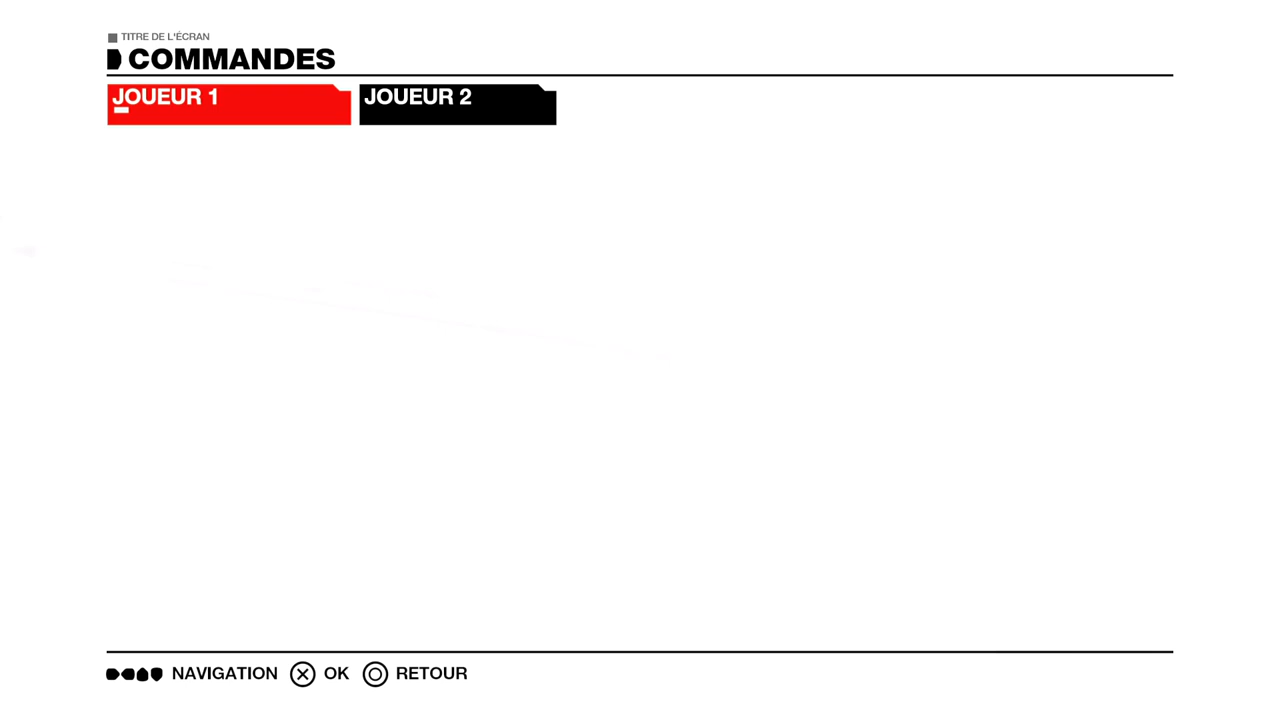 TITRE DE L'ÉCRAN
COMMANDES
JOUEUR 1
JOUEUR 2
NAVIGATION OK RETOUR